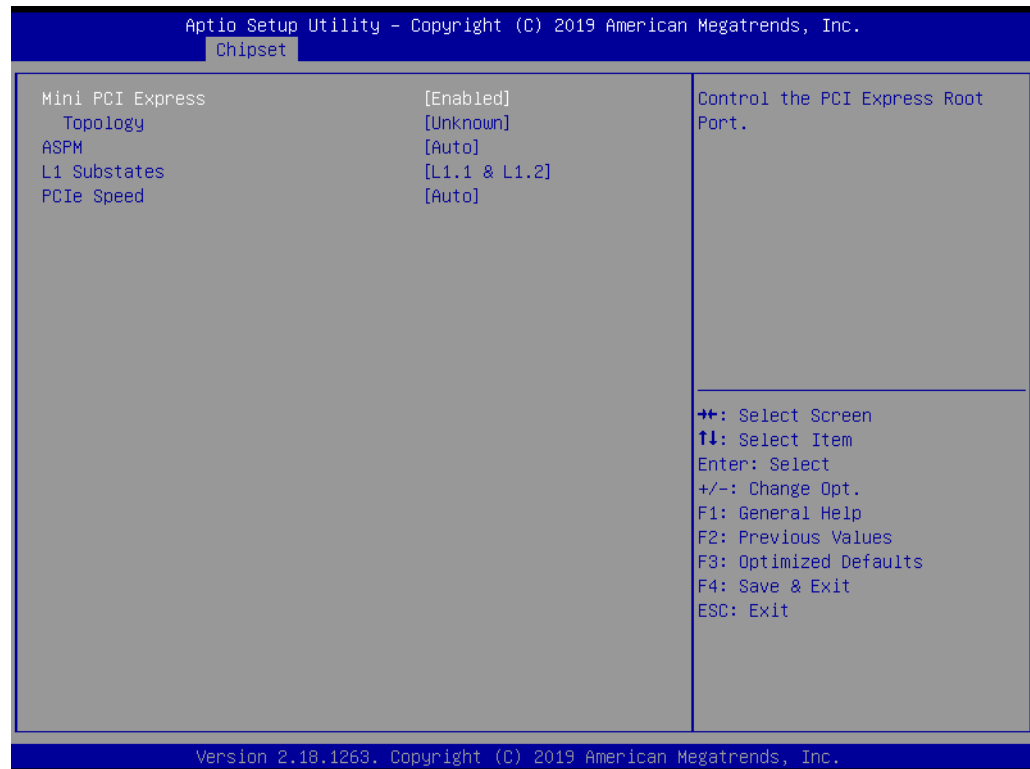 Aptio Setup Utility – Copyright (C) 2019 American Megatrends, Inc.
Chipset
Mini PCI Express [Enabled]
Topology [Unknown]
ASPM [Auto]
L1 Substates [L1.1 & L1.2]
PCIe Speed [Auto]
Control the PCI Express Root
Port.
→←: Select Screen
↑↓: Select Item
Enter: Select
+/-: Change Opt.
F1: General Help
F2: Previous Values
F3: Optimized Defaults
F4: Save & Exit
ESC: Exit
Version 2.18.1263. Copyright (C) 2019 American Megatrends, Inc.